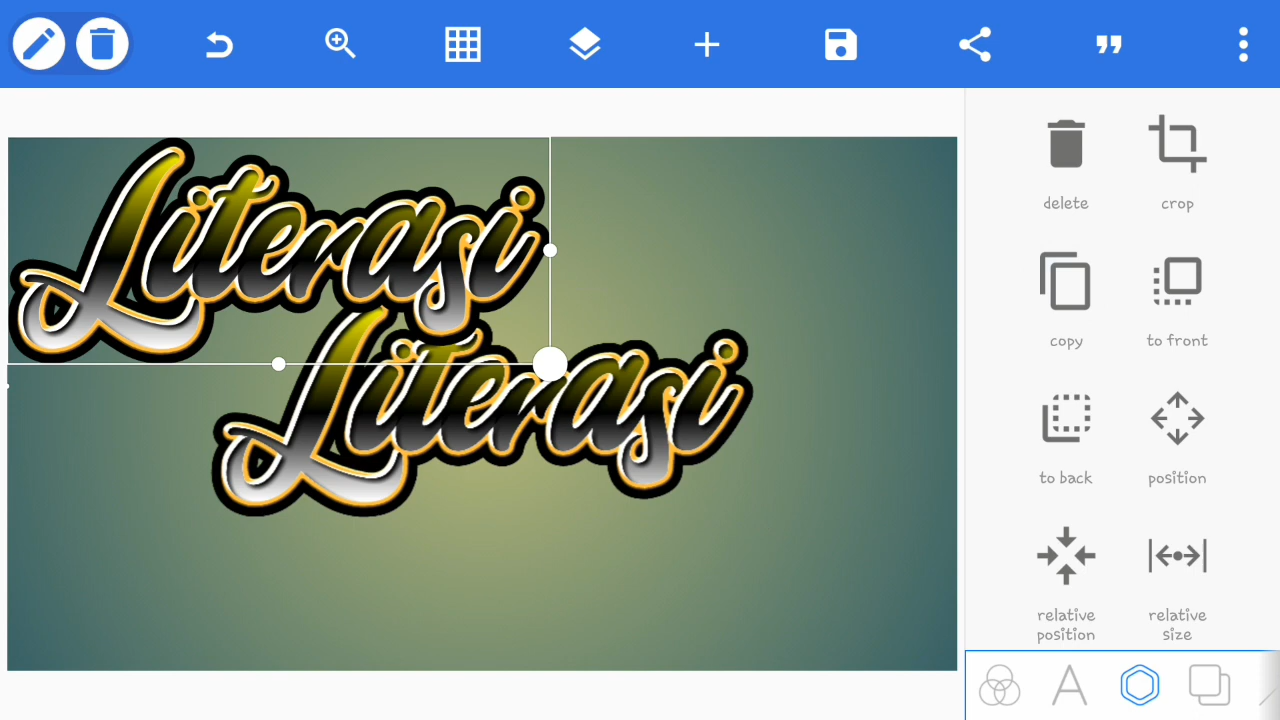 Literasi
Literasi
delete
crop
copy
to front
to back
position
relative
position
relative
size